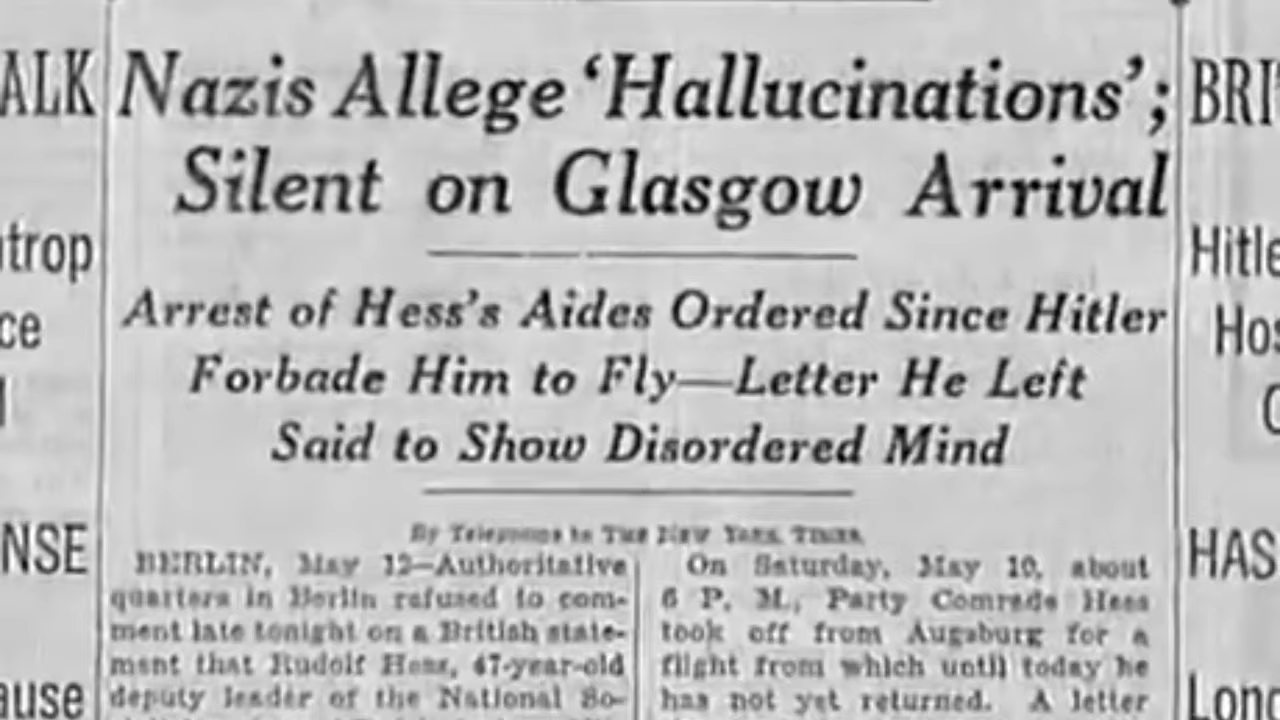 ALK
trop
ce
NSE
ause
Nazis Allege 'Hallucinations';
Silent on Glasgow Arrival
Arrest of Hess's Aides Ordered Since Hitler
Forbade Him to Fly—Letter He Left
Said to Show Disordered Mind
By Telephone to THE NEW YORK TIMES.
BERLIN, May 12—Authoritative
quarters in Berlin refused to com-
ment late tonight on a British state-
ment that Rudolf Hess, 47-year-old
deputy leader of the National So-
On Saturday, May 10, about
6 P. M., Party Comrade Hess
took off from Augsburg for a
flight from which until today he
has not yet returned. A letter
BRI
Hitle
Hos
HAS
Long